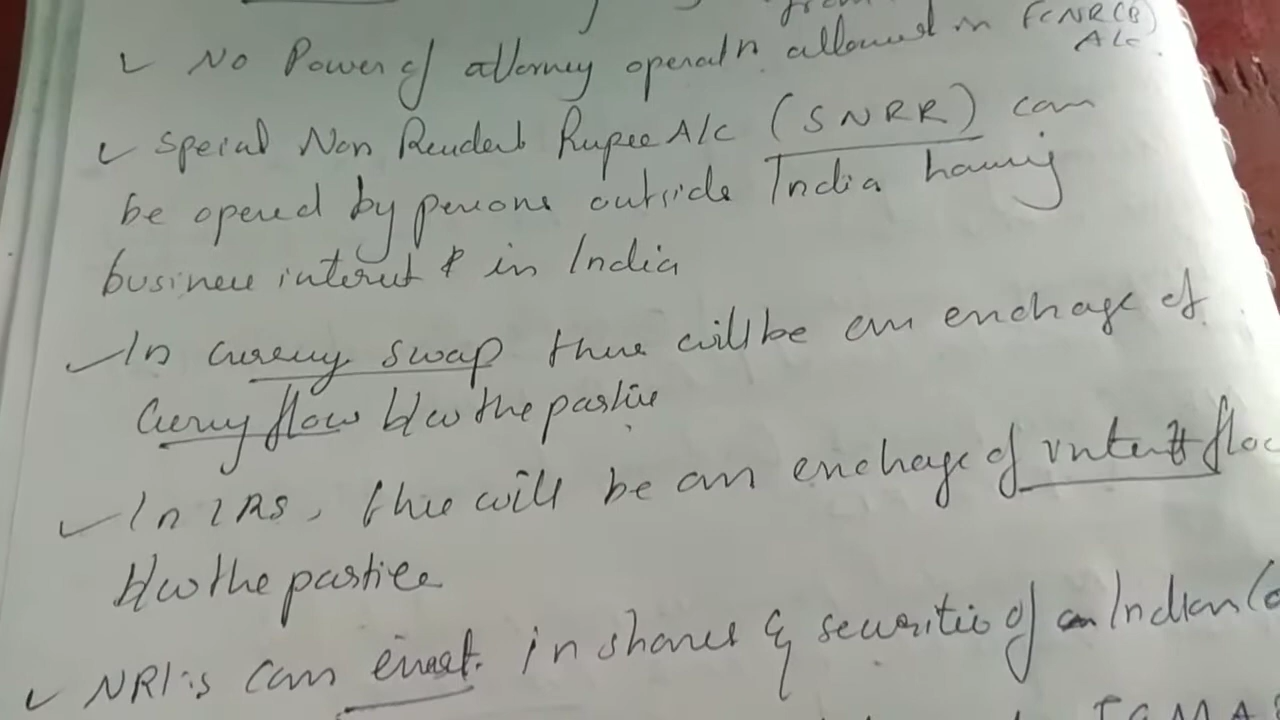 from
✓ No Power of attorney operatn allowed in FCNR(B)
A/c.
✓ Special Non Resident Rupee A/c (SNRR) can
be opened by persons outside India having
business interest in India
✓ In currency swap there will be an exchange of
currency flow b/w the parties
✓ In IRS, there will be an exchange of interest flo
b/w the parties
✓ NRI's can invest in shares & securities of an Indian Co